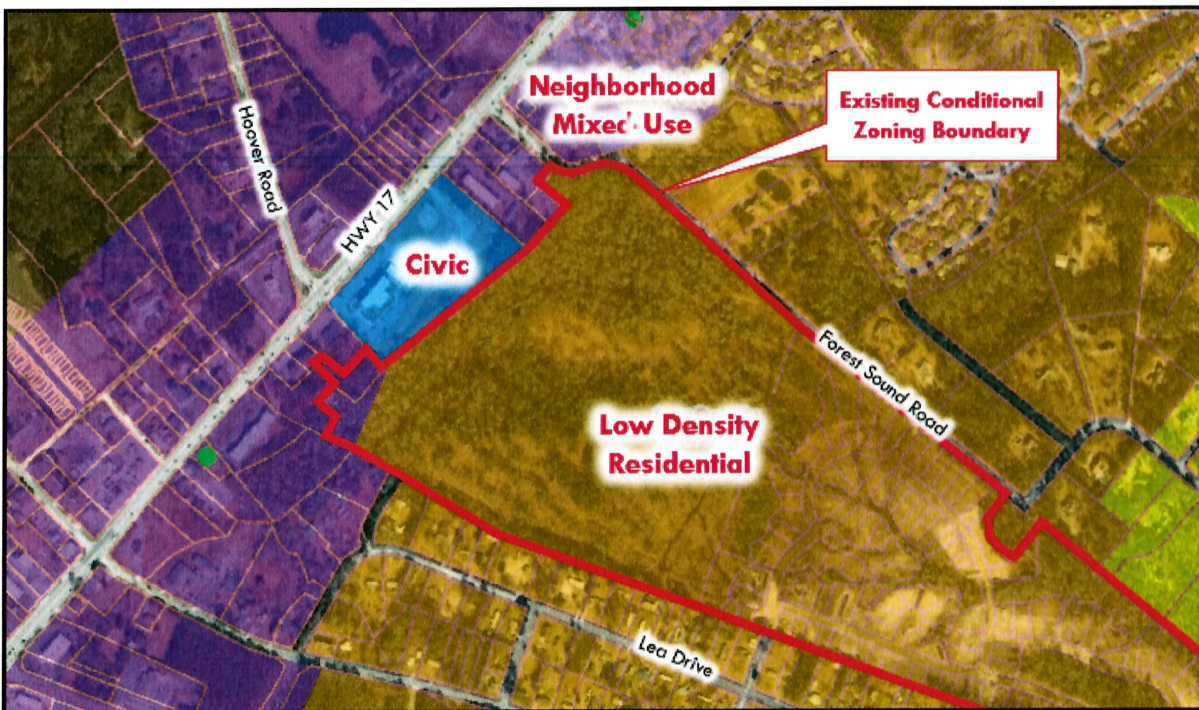 Neighborhood
Mixed Use
Existing Conditional
Zoning Boundary
Hoover Road
HWY 17
Civic
Forest Sound Road
Low Density
Residential
Lea Drive